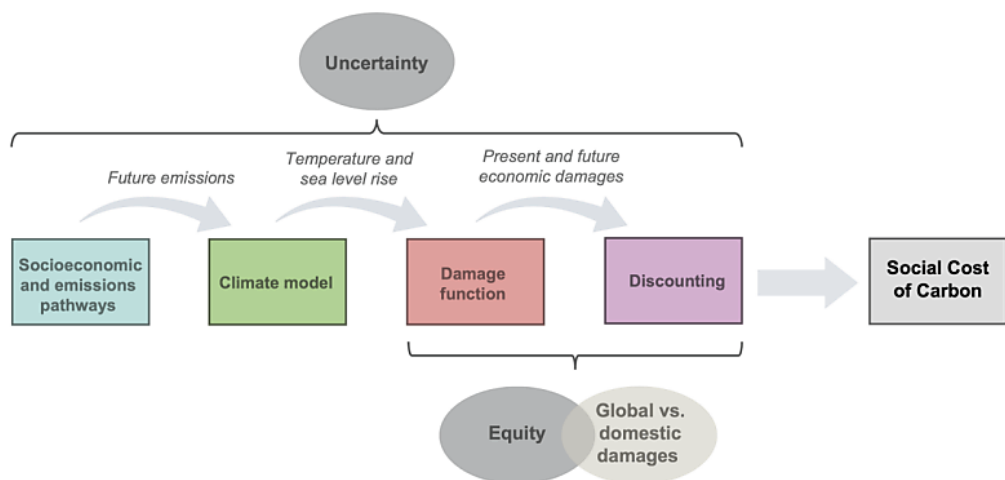 Uncertainty
Future emissions
Temperature and
sea level rise
Present and future
economic damages
Socioeconomic
and emissions
pathways
Climate model
Damage
function
Discounting
Social Cost
of Carbon
Equity
Global vs.
domestic
damages